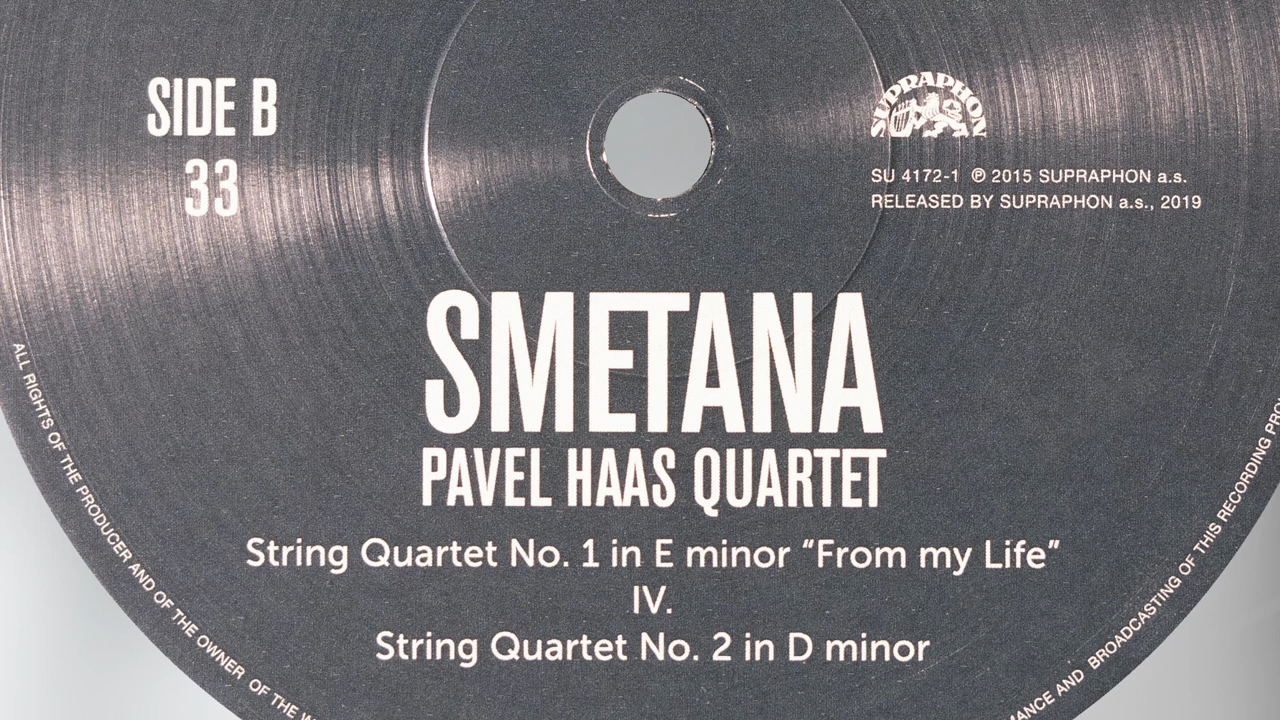 SIDE B
33
SUPRAPHON
SU 4172-1 ℗ 2015 SUPRAPHON a.s.
RELEASED BY SUPRAPHON a.s., 2019
SMETANA
PAVEL HAAS QUARTET
String Quartet No. 1 in E minor “From my Life”
IV.
String Quartet No. 2 in D minor
ALL RIGHTS OF THE PRODUCER AND OF THE OWNER OF THE
AND BROADCASTING OF THIS RECORDING